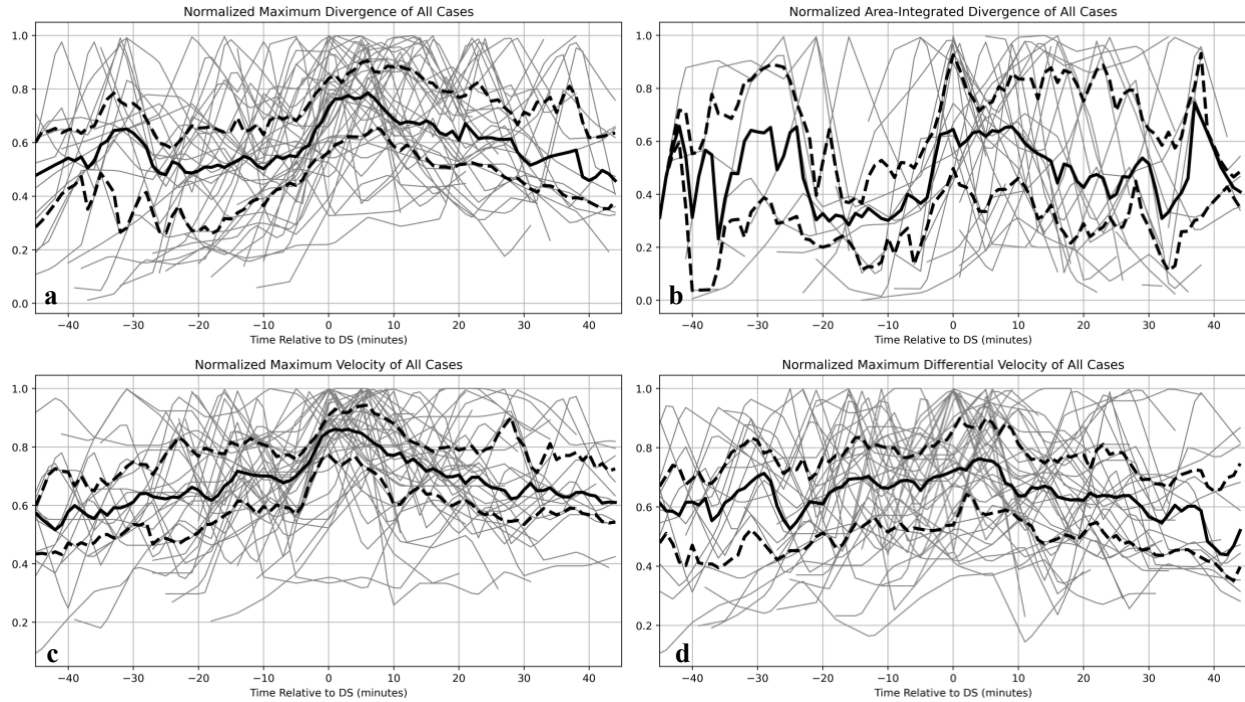 Normalized Maximum Divergence of All Cases
1.0
0.8
0.6
0.4
0.2
0.0
a
−40 −30 −20 −10 0 10 20 30 40
Time Relative to DS (minutes)
Normalized Area-Integrated Divergence of All Cases
1.0
0.8
0.6
0.4
0.2
0.0
b
−40 −30 −20 −10 0 10 20 30 40
Time Relative to DS (minutes)
Normalized Maximum Velocity of All Cases
1.0
0.8
0.6
0.4
0.2
c
−40 −30 −20 −10 0 10 20 30 40
Time Relative to DS (minutes)
Normalized Maximum Differential Velocity of All Cases
1.0
0.8
0.6
0.4
0.2
d
−40 −30 −20 −10 0 10 20 30 40
Time Relative to DS (minutes)